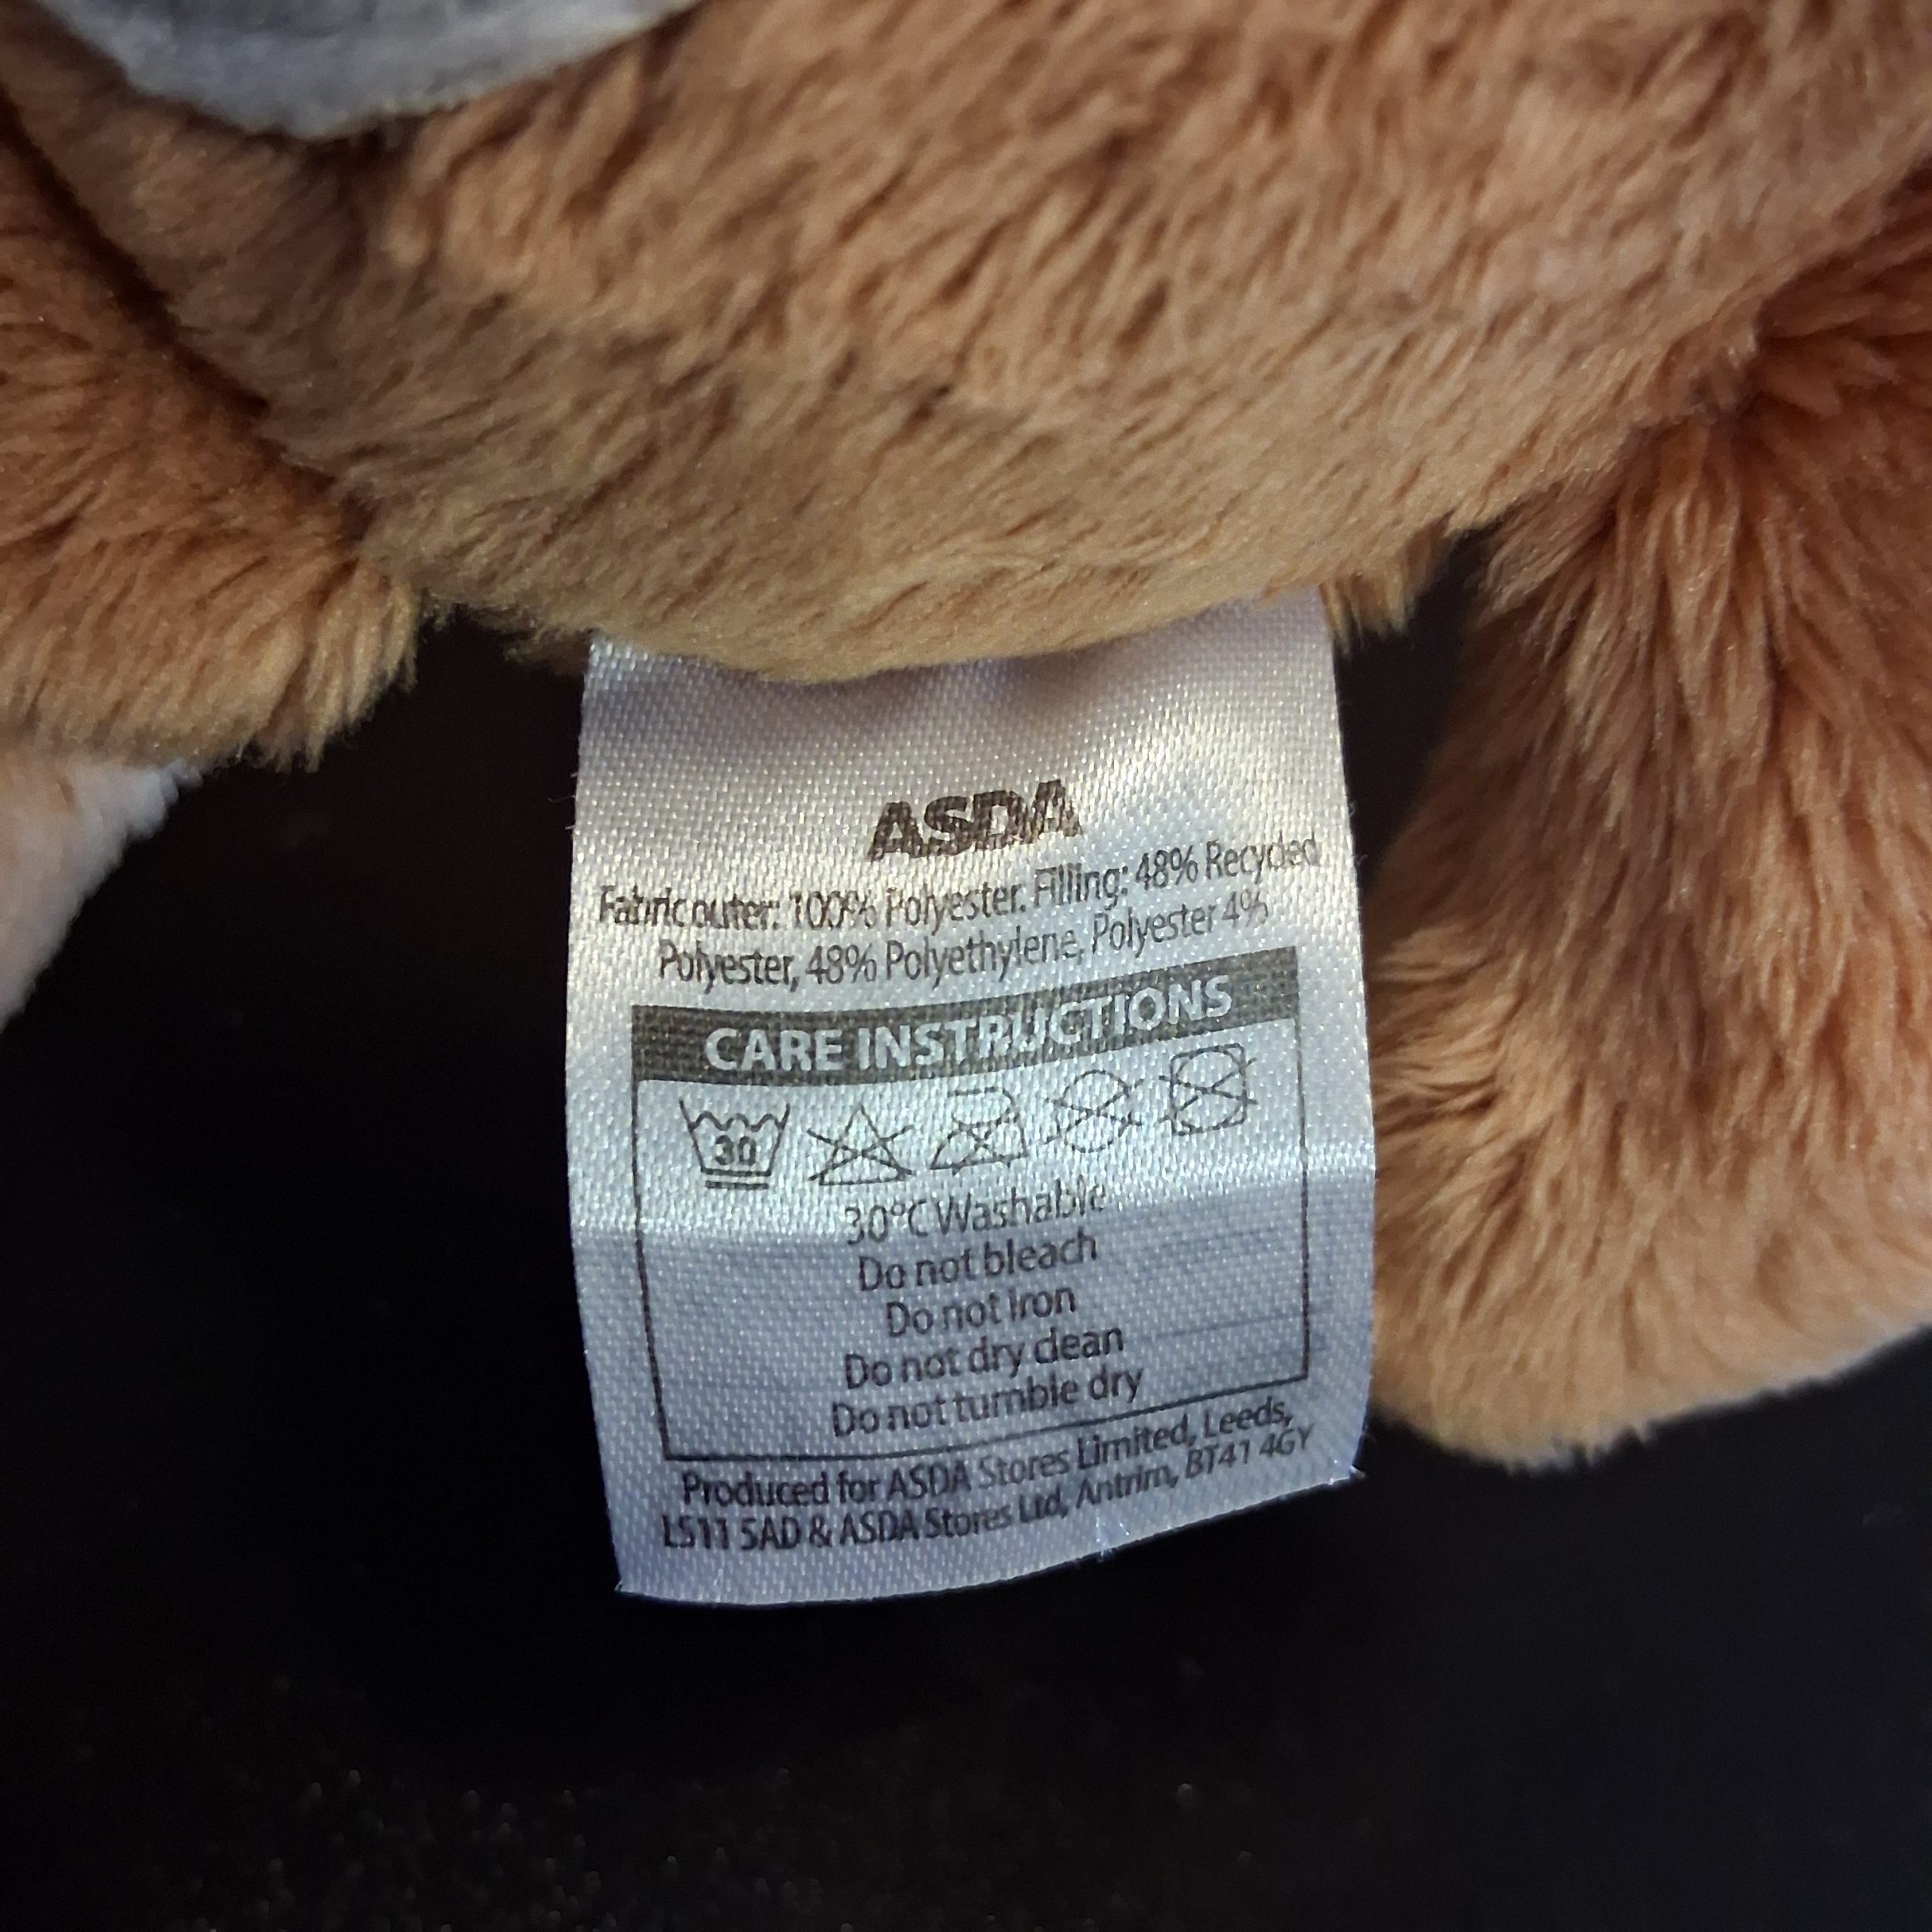 ASDA
Fabric outer: 100% Polyester. Filling: 48% Recycled
Polyester, 48% Polyethylene, Polyester 4%
CARE INSTRUCTIONS
30
30°C Washable
Do not bleach
Do not iron
Do not dry clean
Do not tumble dry
Produced for ASDA Stores Limited, Leeds,
LS11 5AD & ASDA Stores Ltd, Antrim, BT41 4GY